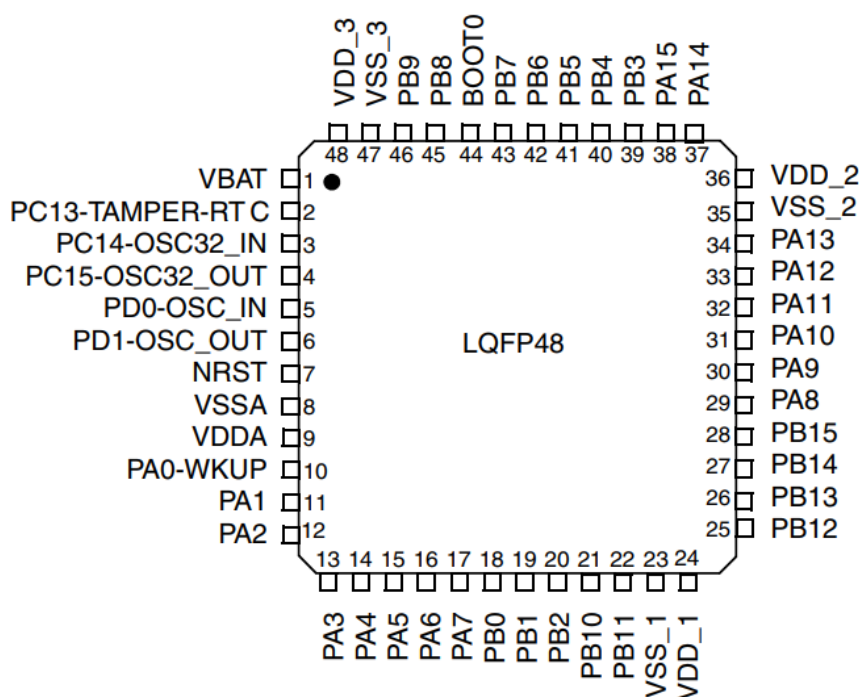 VDD_3
VSS_3
PB9
PB8
BOOT0
PB7
PB6
PB5
PB4
PB3
PA15
PA14
48 47 46 45 44 43 42 41 40 39 38 37
VBAT 1
PC13-TAMPER-RT C 2
PC14-OSC32_IN 3
PC15-OSC32_OUT 4
PD0-OSC_IN 5
PD1-OSC_OUT 6
NRST 7
VSSA 8
VDDA 9
PA0-WKUP 10
PA1 11
PA2 12
LQFP48
36 VDD_2
35 VSS_2
34 PA13
33 PA12
32 PA11
31 PA10
30 PA9
29 PA8
28 PB15
27 PB14
26 PB13
25 PB12
13 14 15 16 17 18 19 20 21 22 23 24
PA3
PA4
PA5
PA6
PA7
PB0
PB1
PB2
PB10
PB11
VSS_1
VDD_1